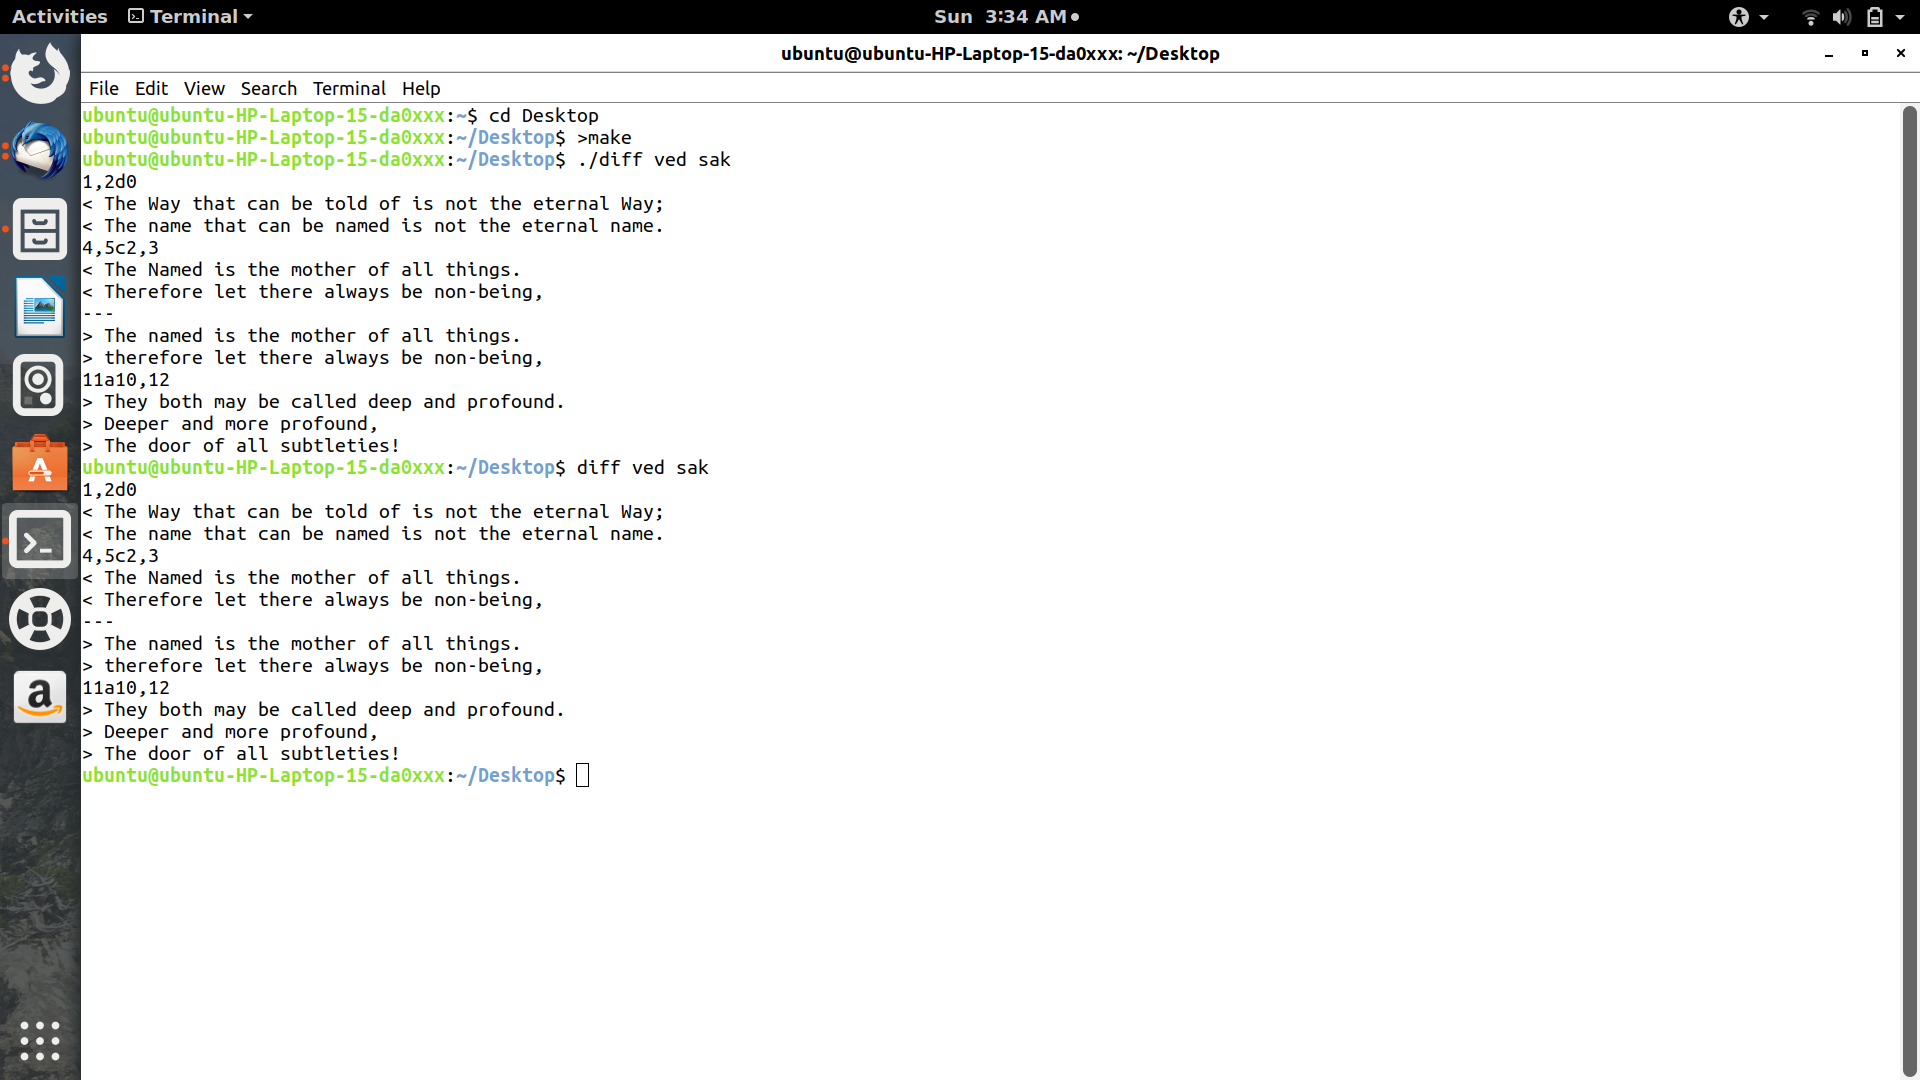 Activities Terminal Sun 3:34 AM
ubuntu@ubuntu-HP-Laptop-15-da0xxx: ~/Desktop
File Edit View Search Terminal Help
ubuntu@ubuntu-HP-Laptop-15-da0xxx:~$ cd Desktop
ubuntu@ubuntu-HP-Laptop-15-da0xxx:~/Desktop$ >make
ubuntu@ubuntu-HP-Laptop-15-da0xxx:~/Desktop$ ./diff ved sak
1,2d0
< The Way that can be told of is not the eternal Way;
< The name that can be named is not the eternal name.
4,5c2,3
< The Named is the mother of all things.
< Therefore let there always be non-being,
---
> The named is the mother of all things.
> therefore let there always be non-being,
11a10,12
> They both may be called deep and profound.
> Deeper and more profound,
> The door of all subtleties!
ubuntu@ubuntu-HP-Laptop-15-da0xxx:~/Desktop$ diff ved sak
1,2d0
< The Way that can be told of is not the eternal Way;
< The name that can be named is not the eternal name.
4,5c2,3
< The Named is the mother of all things.
< Therefore let there always be non-being,
---
> The named is the mother of all things.
> therefore let there always be non-being,
11a10,12
> They both may be called deep and profound.
> Deeper and more profound,
> The door of all subtleties!
ubuntu@ubuntu-HP-Laptop-15-da0xxx:~/Desktop$